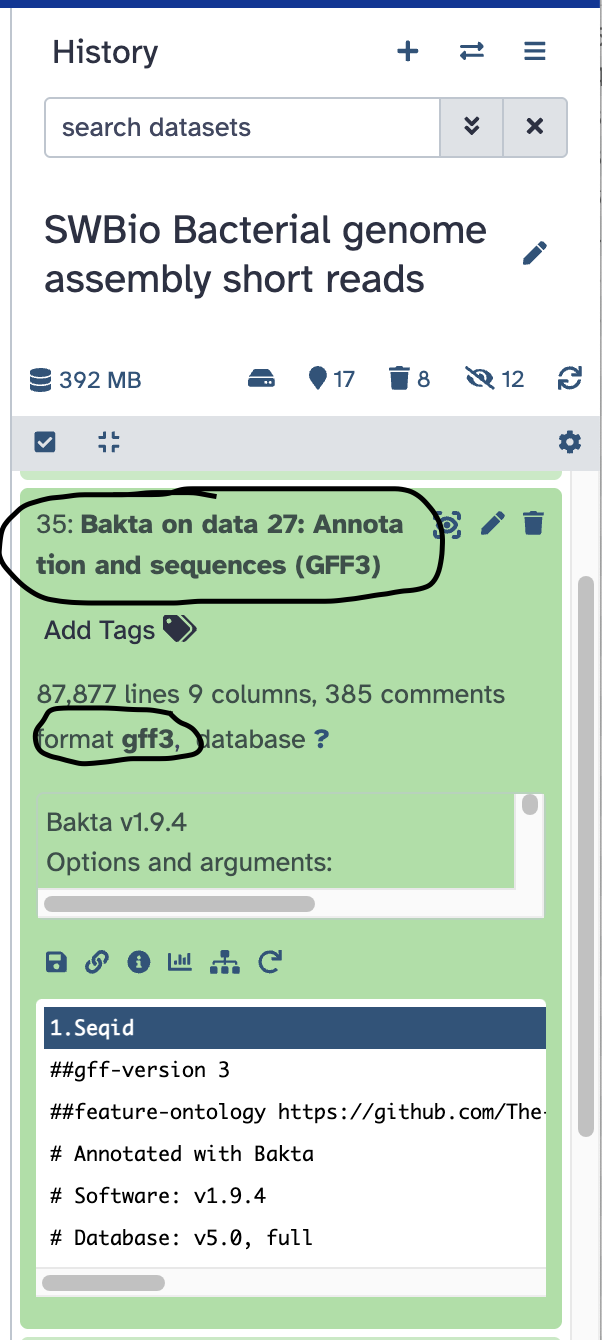 History
search datasets
SWBio Bacterial genome
assembly short reads
392 MB 17 8 12
35: Bakta on data 27: Annota
tion and sequences (GFF3)
Add Tags
87,877 lines 9 columns, 385 comments
format gff3, database ?
Bakta v1.9.4
Options and arguments:
1.Seqid
##gff-version 3
##feature-ontology https://github.com/The-
# Annotated with Bakta
# Software: v1.9.4
# Database: v5.0, full